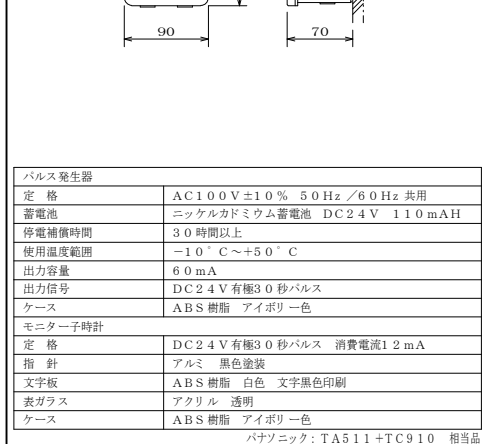 90
70
パルス発生器
定 格 AC100V±10% 50Hz/60Hz 共用
蓄電池 ニッケルカドミウム蓄電池 DC24V 110mAH
停電補償時間 30時間以上
使用温度範囲 −10°C～+50°C
出力容量 60mA
出力信号 DC24V有極30秒パルス
ケース ABS樹脂 アイボリー色
モニター子時計
定 格 DC24V有極30秒パルス 消費電流12mA
指 針 アルミ 黒色塗装
文字板 ABS樹脂 白色 文字黒色印刷
表ガラス アクリル 透明
ケース ABS樹脂 アイボリー色
パナソニック：TA511+TC910 相当品